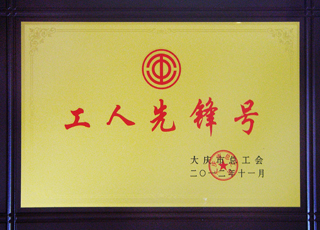 工人先锋号
大庆市总工会
二〇一二年十一月